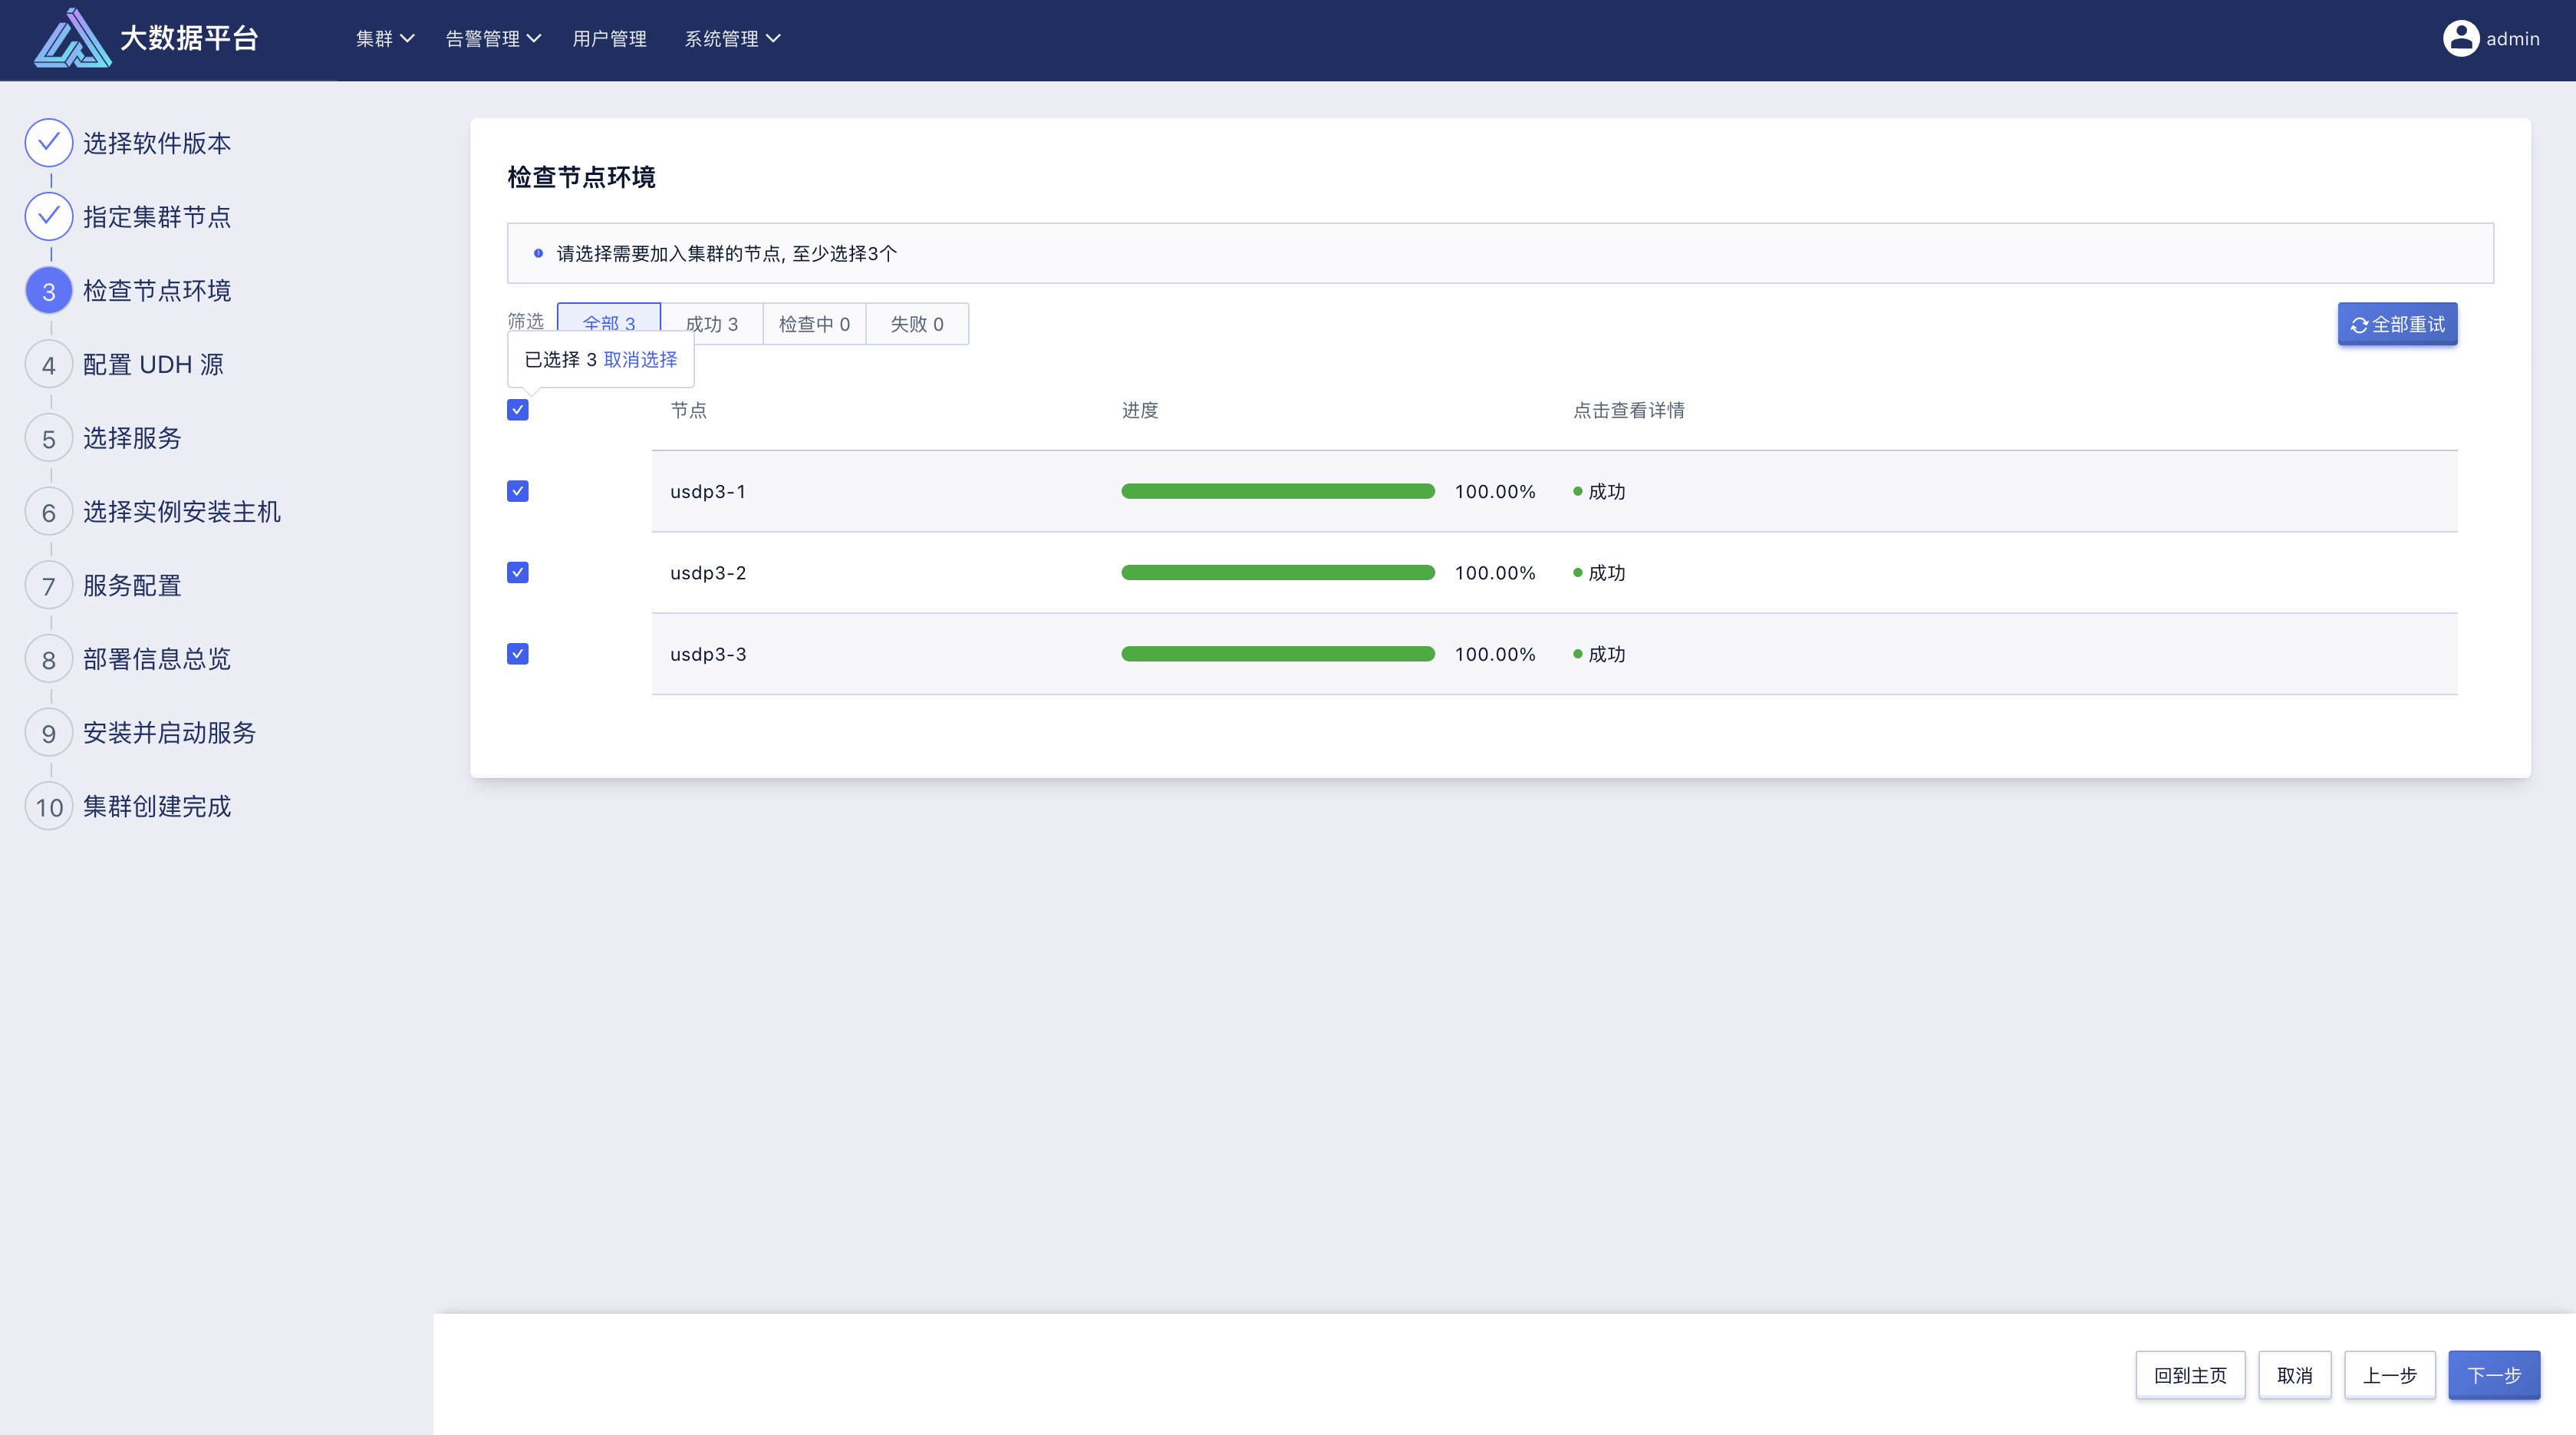 大数据平台
集群 告警管理 用户管理 系统管理
admin
选择软件版本
指定集群节点
3 检查节点环境
4 配置 UDH 源
5 选择服务
6 选择实例安装主机
7 服务配置
8 部署信息总览
9 安装并启动服务
10 集群创建完成
检查节点环境
请选择需要加入集群的节点, 至少选择3个
筛选 全部 3 成功 3 检查中 0 失败 0 全部重试
已选择 3 取消选择
节点 进度 点击查看详情
usdp3-1 100.00% 成功
usdp3-2 100.00% 成功
usdp3-3 100.00% 成功
回到主页 取消 上一步 下一步